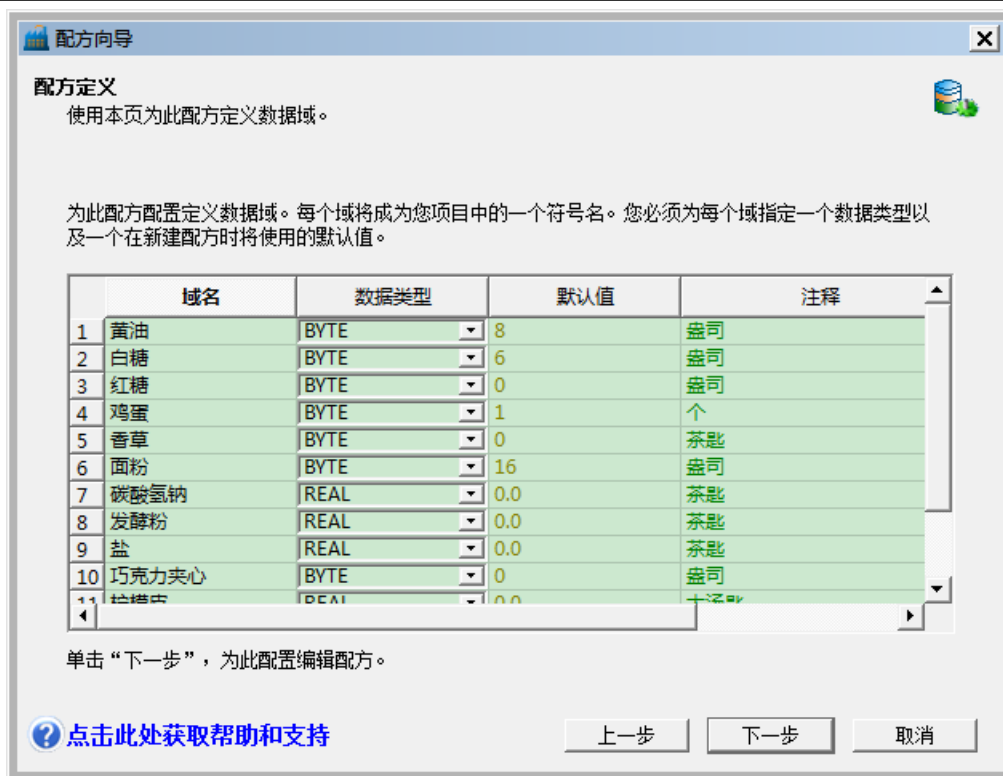 配方向导
配方定义
使用本页为此配方定义数据域。
为此配方配置定义数据域。每个域将成为您项目中的一个符号名。您必须为每个域指定一个数据类型以
及一个在新建配方时将使用的默认值。
域名 数据类型 默认值 注释
1 黄油 BYTE 8 盎司
2 白糖 BYTE 6 盎司
3 红糖 BYTE 0 盎司
4 鸡蛋 BYTE 1 个
5 香草 BYTE 0 茶匙
6 面粉 BYTE 16 盎司
7 碳酸氢钠 REAL 0.0 茶匙
8 发酵粉 REAL 0.0 茶匙
9 盐 REAL 0.0 茶匙
10 巧克力夹心 BYTE 0 盎司
11 柠檬皮 REAL 0.0 大汤匙
单击“下一步”，为此配置编辑配方。
点击此处获取帮助和支持
上一步 下一步 取消